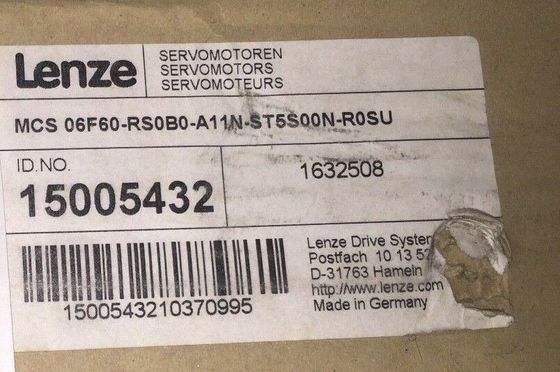 Lenze
SERVOMOTOREN
SERVOMOTORS
SERVOMOTEURS
MCS 06F60-RS0B0-A11N-ST5S00N-R0SU
ID.NO.
15005432
1632508
1500543210370995
Lenze Drive Syster
Postfach 10 13 52
D-31763 Hameln
http://www.lenze.com
Made in Germany